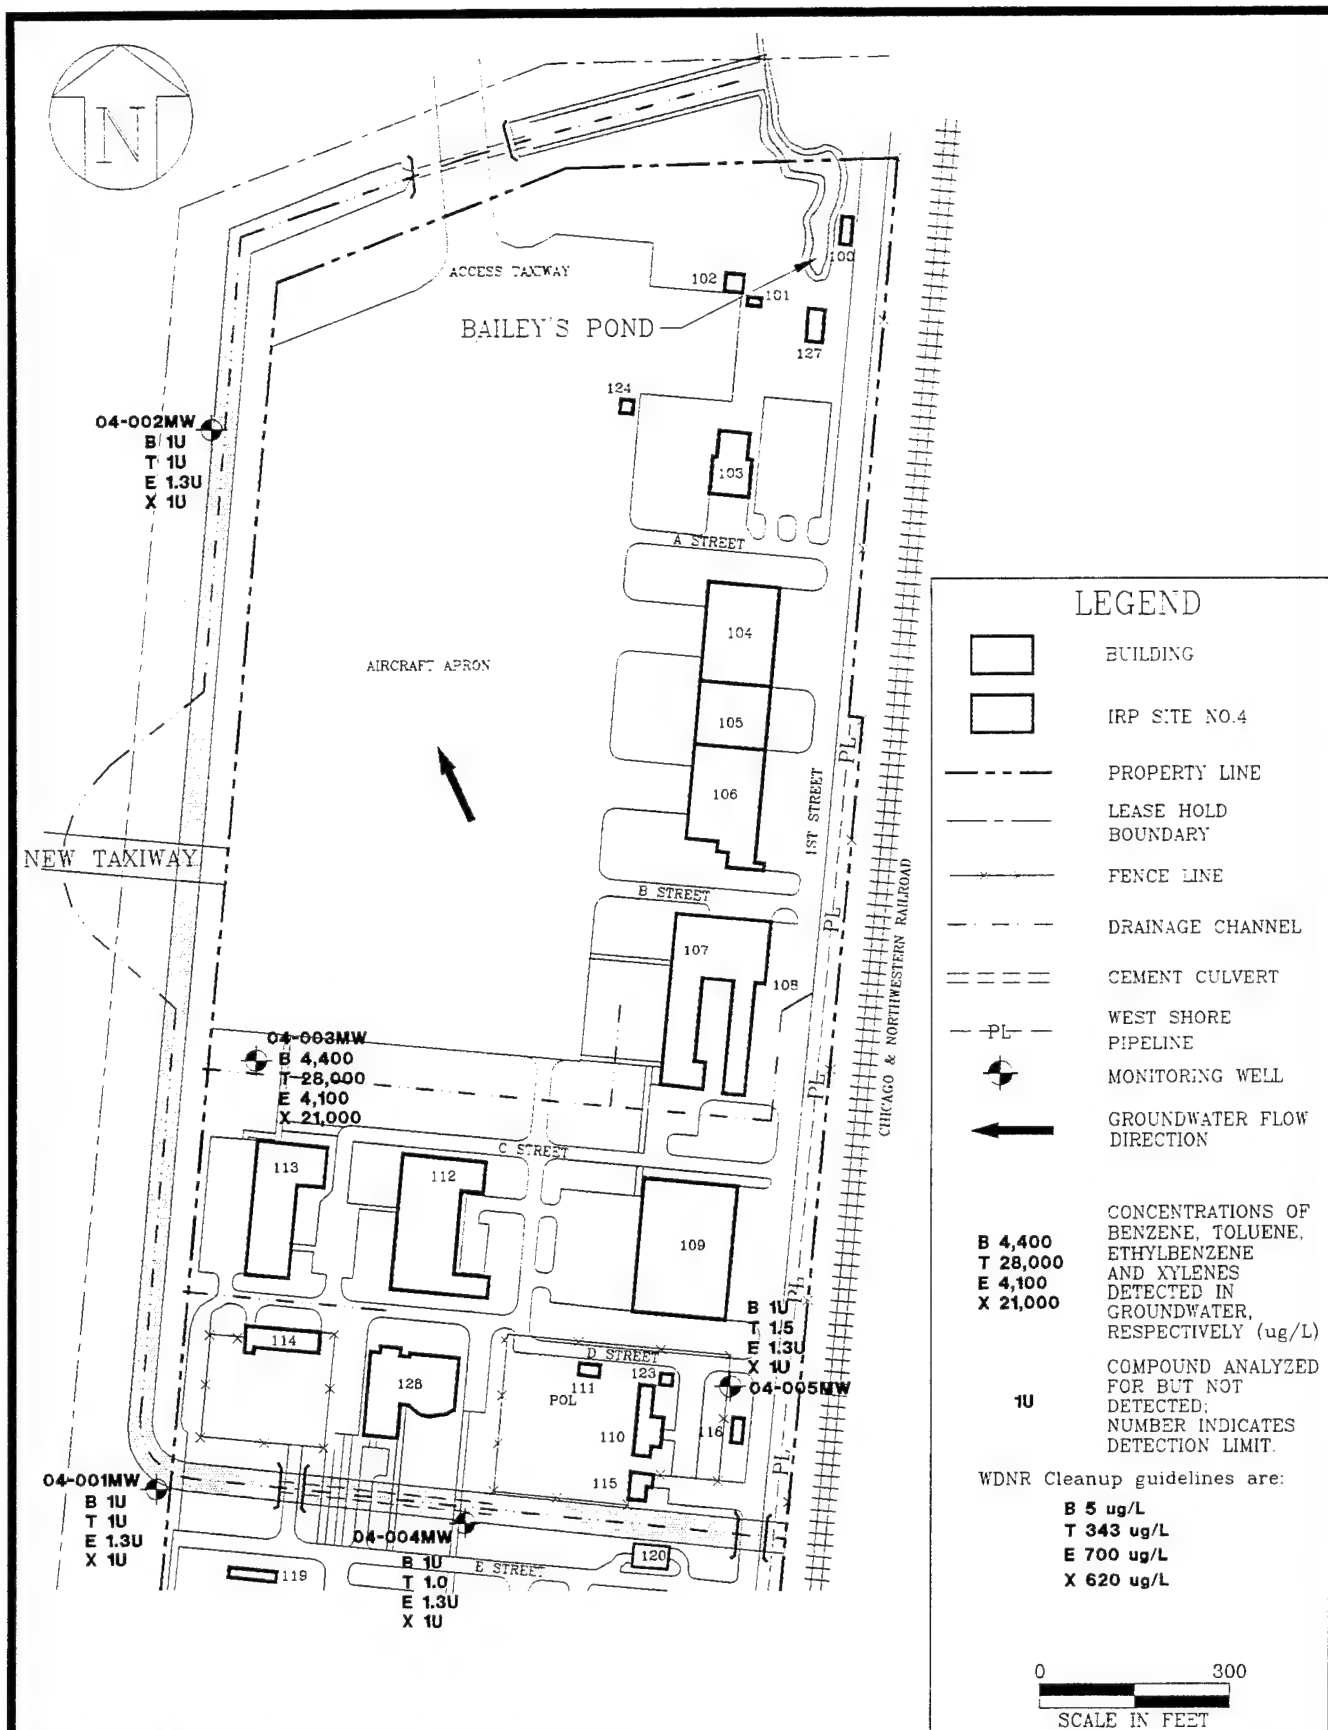 N
ACCESS TAXIWAY
102
101
100
BAILEY'S POND
127
124
04-002MW
B 1U
T 1U
E 1.3U
X 1U
103
A STREET
104
AIRCRAFT APRON
105
106
PL
1ST STREET
NEW TAXIWAY
B STREET
PL
CHICAGO & NORTHWESTERN RAILROAD
107
108
04-003MW
B 4,400
T 28,000
E 4,100
X 21,000
PL
C STREET
113
112
109
PL
B 1U
T 1.5
E 1.3U
X 1U
04-005MW
114
128
D STREET
111
123
POL
110
116
115
PL
04-001MW
B 1U
T 1U
E 1.3U
X 1U
04-004MW
B 1U
T 1.0
E 1.3U
X 1U
E STREET
120
119
LEGEND
BUILDING
IRP SITE NO.4
PROPERTY LINE
LEASE HOLD
BOUNDARY
FENCE LINE
DRAINAGE CHANNEL
CEMENT CULVERT
PL
WEST SHORE
PIPELINE
MONITORING WELL
GROUNDWATER FLOW
DIRECTION
B 4,400
T 28,000
E 4,100
X 21,000
CONCENTRATIONS OF
BENZENE, TOLUENE,
ETHYLBENZENE
AND XYLENES
DETECTED IN
GROUNDWATER,
RESPECTIVELY (ug/L)
1U
COMPOUND ANALYZED
FOR BUT NOT
DETECTED;
NUMBER INDICATES
DETECTION LIMIT.
WDNR Cleanup guidelines are:
B 5 ug/L
T 343 ug/L
E 700 ug/L
X 620 ug/L
0 300
SCALE IN FEET